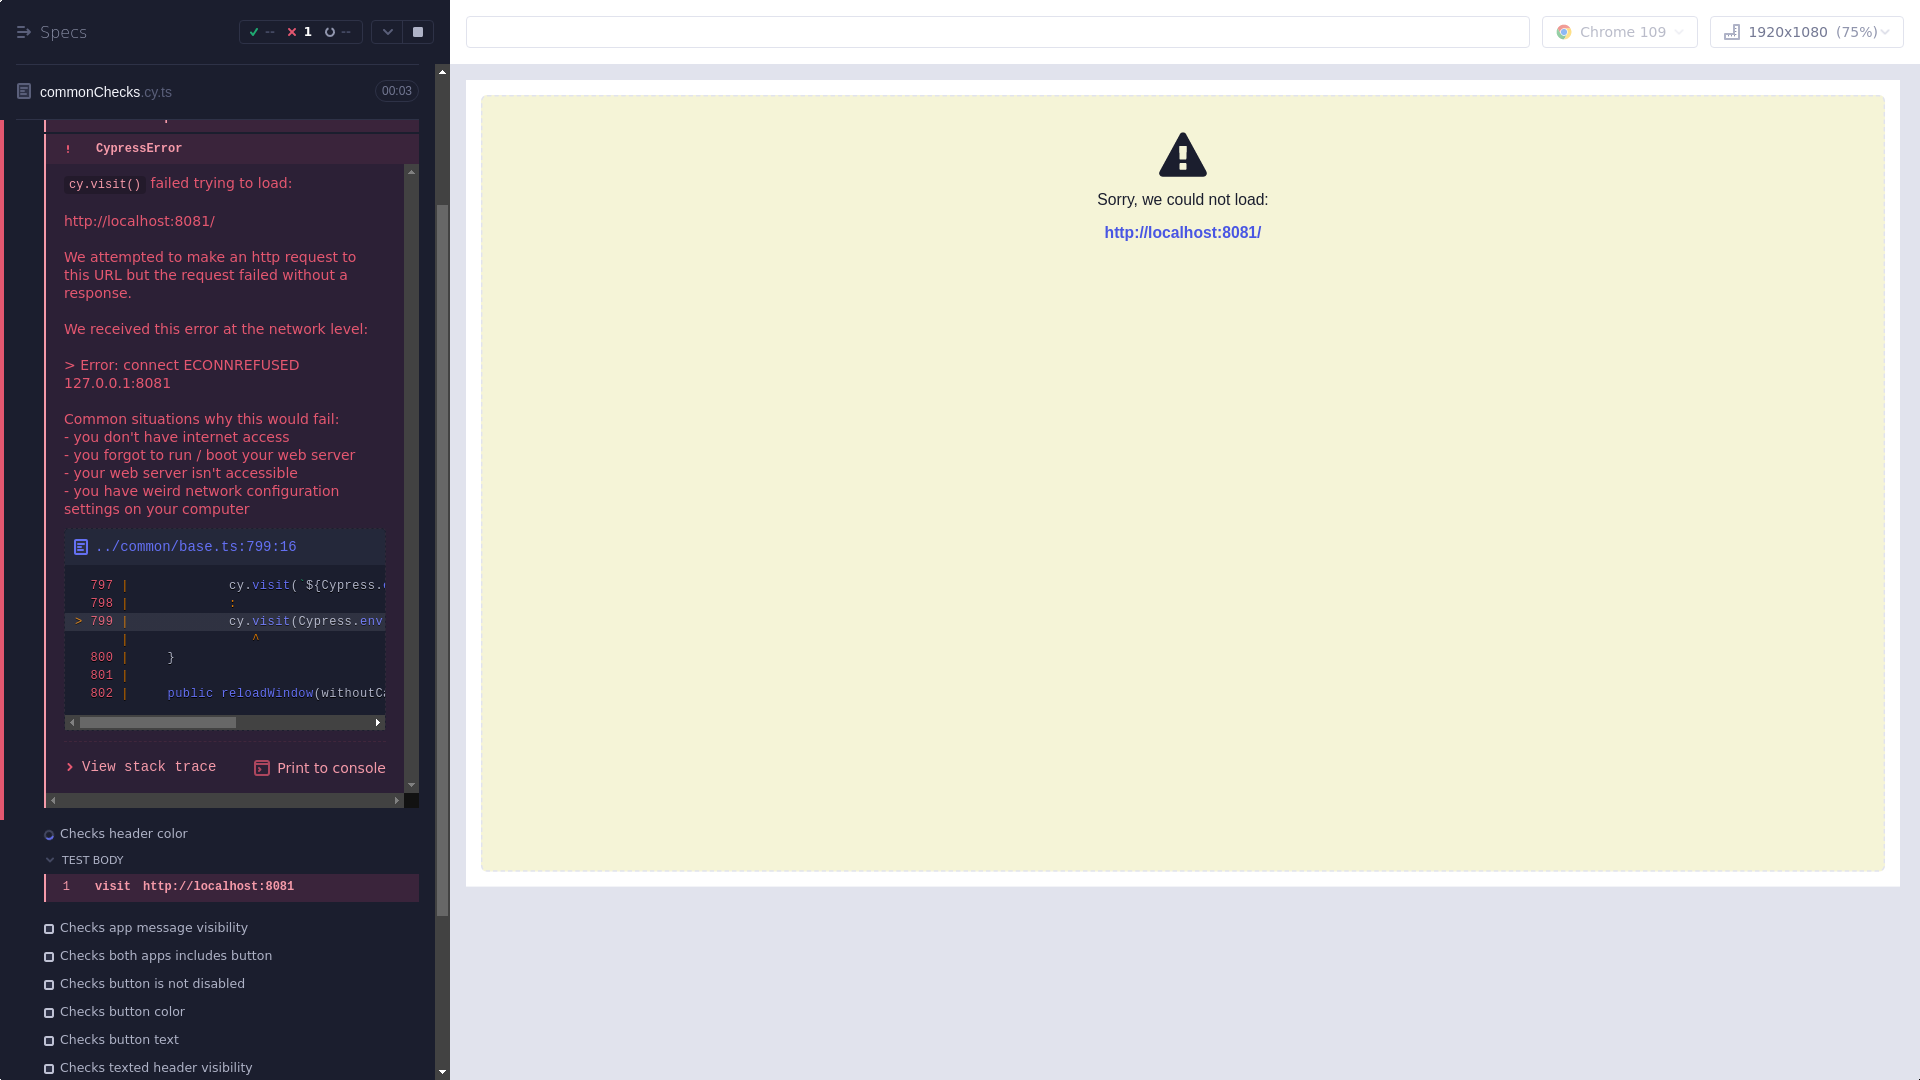 Specs
--
1
--
commonChecks.cy.ts
00:03
! CypressError
cy.visit() failed trying to load:
http://localhost:8081/
We attempted to make an http request to
this URL but the request failed without a
response.
We received this error at the network level:
> Error: connect ECONNREFUSED
127.0.0.1:8081
Common situations why this would fail:
- you don't have internet access
- you forgot to run / boot your web server
- your web server isn't accessible
- you have weird network configuration
settings on your computer
../common/base.ts:799:16
797 | cy.visit(`${Cypress.
798 | :
> 799 | cy.visit(Cypress.env
| ^
800 | }
801 |
802 | public reloadWindow(withoutCa
View stack trace
Print to console
Checks header color
TEST BODY
1 visit http://localhost:8081
Checks app message visibility
Checks both apps includes button
Checks button is not disabled
Checks button color
Checks button text
Checks texted header visibility
Chrome 109
1920x1080 (75%)
Sorry, we could not load:
http://localhost:8081/